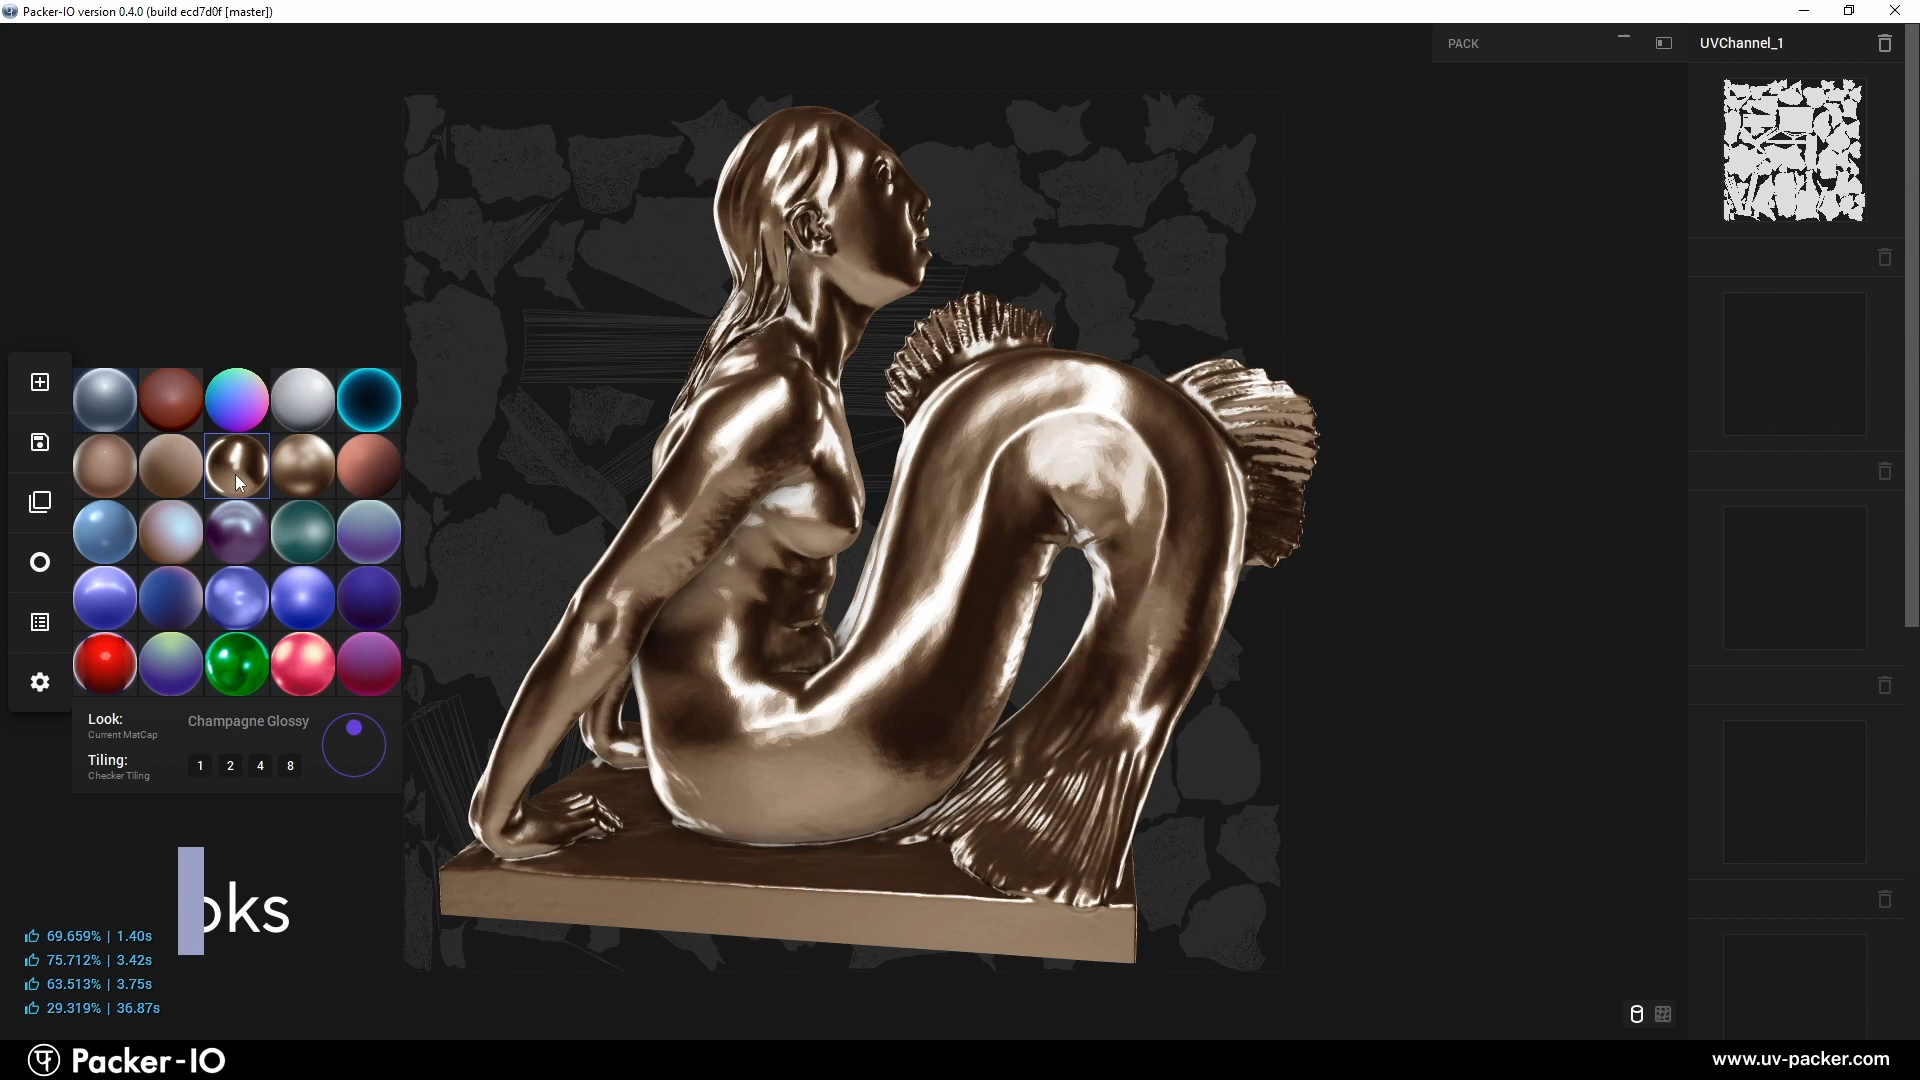 Packer-IO version 0.4.0 (build ecd7d0f [master])
PACK
UVChannel_1
Look:
Current MatCap
Champagne Glossy
Tiling:
Checker Tiling
1 2 4 8
oks
69.659% | 1.40s
75.712% | 3.42s
63.513% | 3.75s
29.319% | 36.87s
Packer-IO
www.uv-packer.com